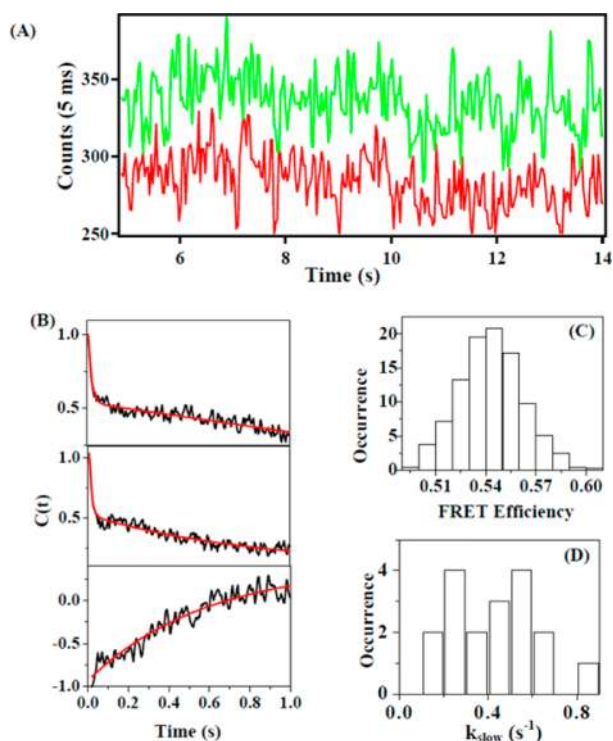 (A)
Counts (5 ms)
350
300
250
6 8 10 12 14
Time (s)
(B)
1.0
0.5
1.0
0.5
0.0
-0.5
-1.0
C(t)
0.0 0.2 0.4 0.6 0.8 1.0
Time (s)
(C)
20
15
10
5
0
Occurrence
0.51 0.54 0.57 0.60
FRET Efficiency
(D)
4
2
0
Occurrence
0.0 0.4 0.8
kslow (s-1)